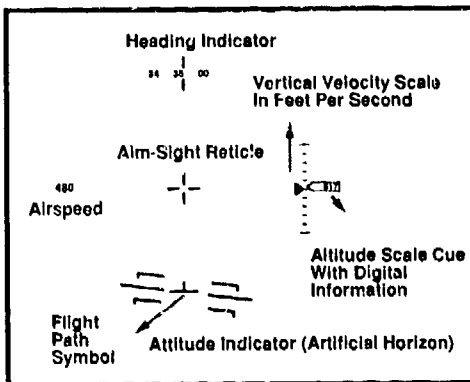 Heading Indicator
34 35 00
Vertical Velocity Scale
In Feet Per Second
Aim-Sight Reticle
480
Airspeed
Altitude Scale Cue
With Digital
Information
Flight
Path
Symbol
Attitude Indicator (Artificial Horizon)